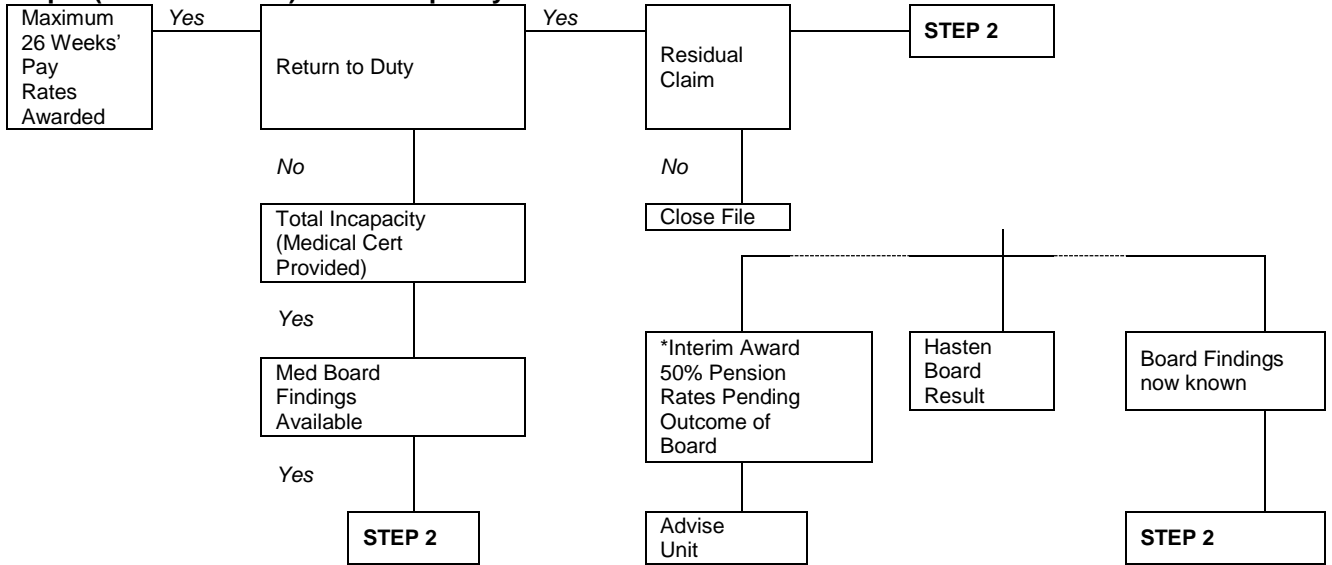 Maximum
26 Weeks'
Pay
Rates
Awarded
Yes
Return to Duty
Yes
Residual
Claim
STEP 2
No
No
Total Incapacity
(Medical Cert
Provided)
Close File
Yes
Med Board
Findings
Available
*Interim Award
50% Pension
Rates Pending
Outcome of
Board
Hasten
Board
Result
Board Findings
now known
Yes
STEP 2
Advise
Unit
STEP 2